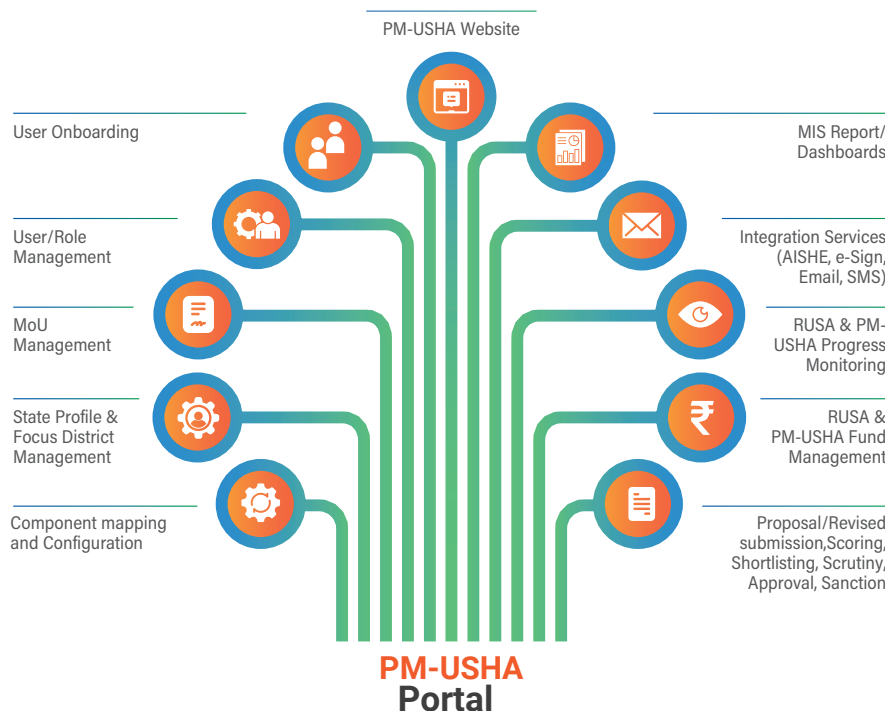 PM-USHA Website
User Onboarding
MIS Report/
Dashboards
User/Role
Management
Integration Services
(AISHE, e-Sign,
Email, SMS)
MoU
Management
RUSA & PM-
USHA Progress
Monitoring
State Profile &
Focus District
Management
RUSA &
PM-USHA Fund
Management
Component mapping
and Configuration
Proposal/Revised
submission,Scoring,
Shortlisting, Scrutiny,
Approval, Sanction
₹
PM-USHA
Portal